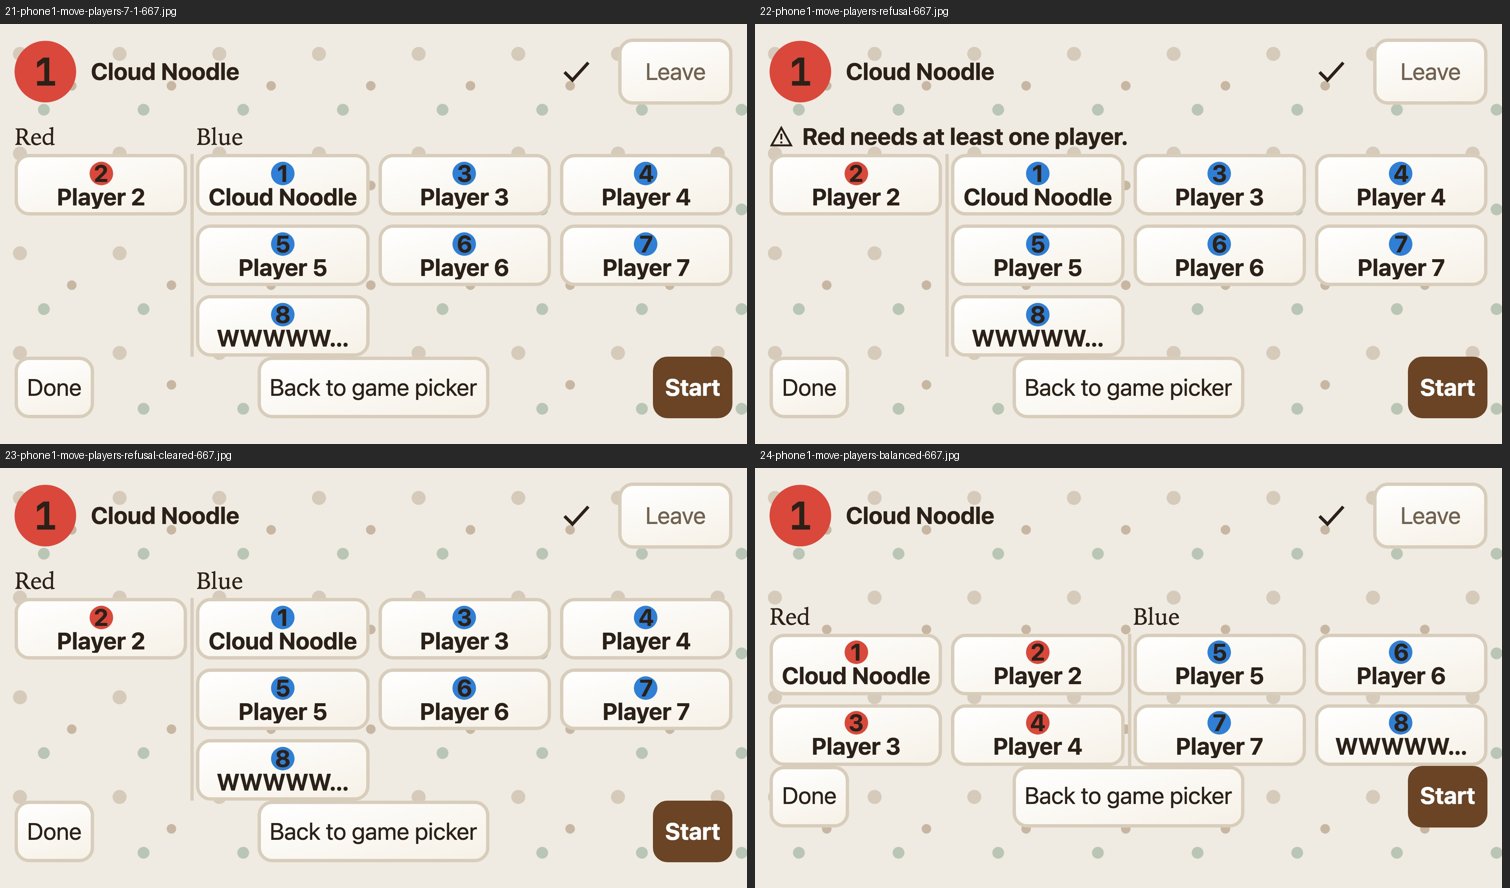 21-phone1-move-players-7-1-667.jpg
1 Cloud Noodle ✓ Leave
Red Blue
2 1 3 4
Player 2 Cloud Noodle Player 3 Player 4
5 6 7
Player 5 Player 6 Player 7
8
WWWWW...
Done Back to game picker Start
22-phone1-move-players-refusal-667.jpg
1 Cloud Noodle ✓ Leave
⚠ Red needs at least one player.
2 1 3 4
Player 2 Cloud Noodle Player 3 Player 4
5 6 7
Player 5 Player 6 Player 7
8
WWWWW...
Done Back to game picker Start
23-phone1-move-players-refusal-cleared-667.jpg
1 Cloud Noodle ✓ Leave
Red Blue
2 1 3 4
Player 2 Cloud Noodle Player 3 Player 4
5 6 7
Player 5 Player 6 Player 7
8
WWWWW...
Done Back to game picker Start
24-phone1-move-players-balanced-667.jpg
1 Cloud Noodle ✓ Leave
Red Blue
1 2 5 6
Cloud Noodle Player 2 Player 5 Player 6
3 4 7 8
Player 3 Player 4 Player 7 WWWWW...
Done Back to game picker Start